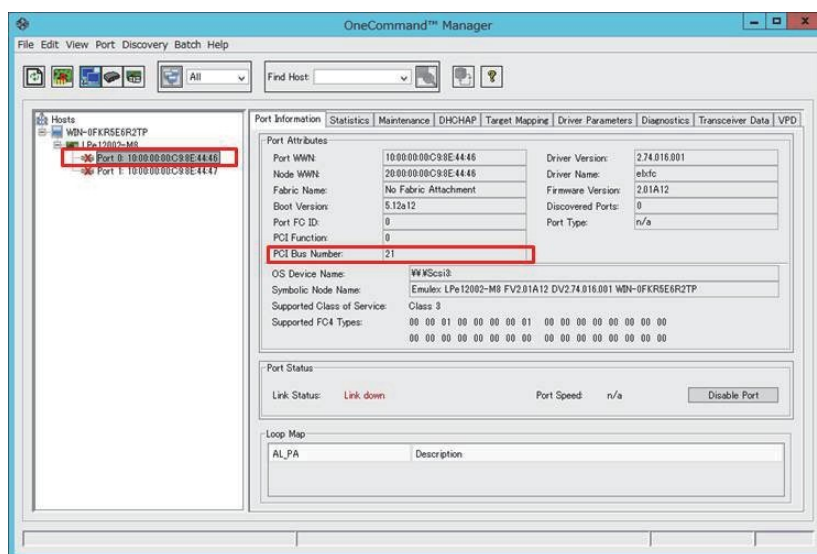 OneCommand™ Manager
File Edit View Port Discovery Batch Help
All
Find Host:
Hosts
WIN-0FKR5E6R2TP
LPe12002-M8
Port 0: 10:00:00:00:C9:8E:44:46
Port 1: 10:00:00:00:C9:8E:44:47
Port Information Statistics Maintenance DHCHAP Target Mapping Driver Parameters Diagnostics Transceiver Data VPD
Port Attributes
Port WWN: 10:00:00:00:C9:8E:44:46 Driver Version: 2.74.016.001
Node WWN: 20:00:00:00:C9:8E:44:46 Driver Name: elxfc
Fabric Name: No Fabric Attachment Firmware Version: 2.01A12
Boot Version: 5.12a12 Discovered Ports: 0
Port FC ID: 0 Port Type: n/a
PCI Function: 0
PCI Bus Number: 21
OS Device Name: ¥¥.¥Scsi3:
Symbolic Node Name: Emulex LPe12002-M8 FV2.01A12 DV2.74.016.001 WIN-0FKR5E6R2TP
Supported Class of Service: Class 3
Supported FC4 Types: 00 00 01 00 00 00 00 01 00 00 00 00 00 00 00 00
00 00 00 00 00 00 00 00 00 00 00 00 00 00 00 00
Port Status
Link Status: Link down Port Speed: n/a Disable Port
Loop Map
AL_PA Description